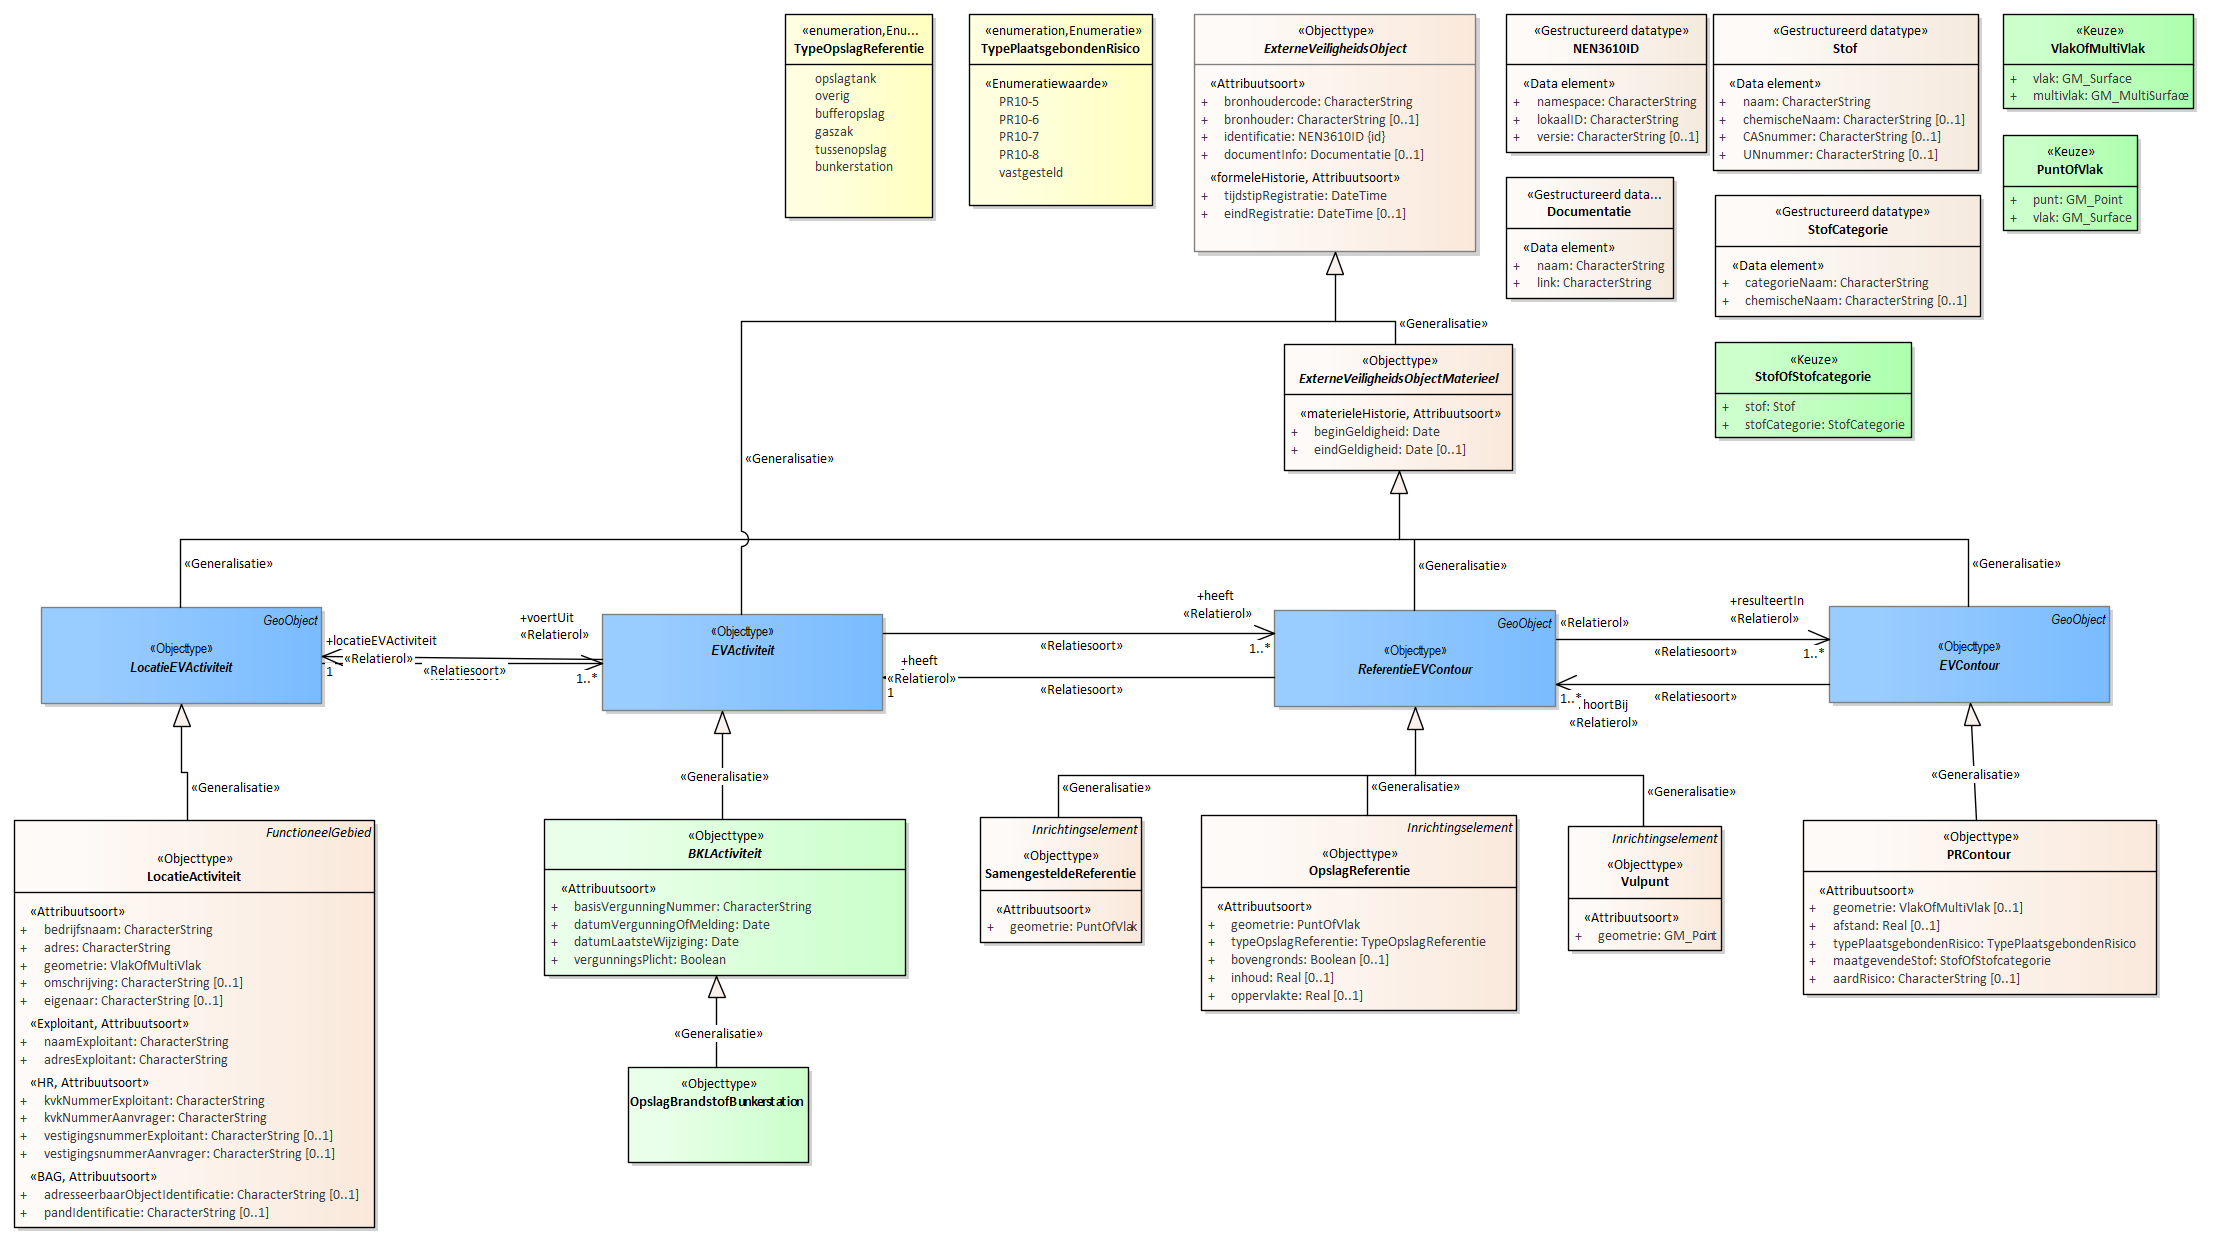 «enumeration,Enu...
TypeOpslagReferentie
opslagtank
overig
bufferopslag
gaszak
tussenopslag
bunkerstation
«enumeration,Enumeratie»
TypePlaatsgebondenRisico
«Enumeratiewaarde»
PR10-5
PR10-6
PR10-7
PR10-8
vastgesteld
«Objecttype»
ExterneVeiligheidsObject
«Attribuutsoort»
+ bronhoudercode: CharacterString
+ bronhouder: CharacterString [0..1]
+ identificatie: NEN3610ID {id}
+ documentInfo: Documentatie [0..1]
«formeleHistorie, Attribuutsoort»
+ tijdstipRegistratie: DateTime
+ eindRegistratie: DateTime [0..1]
«Gestructureerd datatype»
NEN3610ID
«Data element»
+ namespace: CharacterString
+ lokaalID: CharacterString
+ versie: CharacterString [0..1]
«Gestructureerd datatype»
Stof
«Data element»
+ naam: CharacterString
+ chemischeNaam: CharacterString [0..1]
+ CASnummer: CharacterString [0..1]
+ UNnummer: CharacterString [0..1]
«Keuze»
VlakOfMultiVlak
+ vlak: GM_Surface
+ multivlak: GM_MultiSurface
«Keuze»
PuntOfVlak
+ punt: GM_Point
+ vlak: GM_Surface
«Gestructureerd data...
Documentatie
«Data element»
+ naam: CharacterString
+ link: CharacterString
«Gestructureerd datatype»
StofCategorie
«Data element»
+ categorieNaam: CharacterString
+ chemischeNaam: CharacterString [0..1]
«Keuze»
StofOfStofcategorie
+ stof: Stof
+ stofCategorie: StofCategorie
«Generalisatie»
«Objecttype»
ExterneVeiligheidsObjectMaterieel
«materieleHistorie, Attribuutsoort»
+ beginGeldigheid: Date
+ eindGeldigheid: Date [0..1]
«Generalisatie»
«Generalisatie»
«Generalisatie»
«Generalisatie»
GeoObject
«Objecttype»
LocatieEVActiviteit
+locatieEVActiviteit
«Relatierol»
1
«Relatiesoort»
+voertUit
«Relatierol»
1..*
«Objecttype»
EVActiviteit
+heeft
«Relatierol»
1..*
«Relatiesoort»
+heeft
«Relatierol»
1
«Relatiesoort»
GeoObject
«Objecttype»
ReferentieEVContour
«Relatierol»
«Relatiesoort»
+resulteertIn
«Relatierol»
1..*
«Relatiesoort»
1..*
hoortBij
«Relatierol»
GeoObject
«Objecttype»
EVContour
«Generalisatie»
«Generalisatie»
«Generalisatie»
«Generalisatie»
«Generalisatie»
«Generalisatie»
FunctioneelGebied
«Objecttype»
LocatieActiviteit
«Attribuutsoort»
+ bedrijfsnaam: CharacterString
+ adres: CharacterString
+ geometrie: VlakOfMultiVlak
+ omschrijving: CharacterString [0..1]
+ eigenaar: CharacterString [0..1]
«Exploitant, Attribuutsoort»
+ naamExploitant: CharacterString
+ adresExploitant: CharacterString
«HR, Attribuutsoort»
+ kvkNummerExploitant: CharacterString
+ kvkNummerAanvrager: CharacterString
+ vestigingsnummerExploitant: CharacterString [0..1]
+ vestigingsnummerAanvrager: CharacterString [0..1]
«BAG, Attribuutsoort»
+ adresseerbaarObjectIdentificatie: CharacterString [0..1]
+ pandIdentificatie: CharacterString [0..1]
«Objecttype»
BKLActiviteit
«Attribuutsoort»
+ basisVergunningNummer: CharacterString
+ datumVergunningOfMelding: Date
+ datumLaatsteWijziging: Date
+ vergunningsPlicht: Boolean
«Generalisatie»
«Objecttype»
OpslagBrandstofBunkerstation
Inrichtingselement
«Objecttype»
SamengesteldeReferentie
«Attribuutsoort»
+ geometrie: PuntOfVlak
Inrichtingselement
«Objecttype»
OpslagReferentie
«Attribuutsoort»
+ geometrie: PuntOfVlak
+ typeOpslagReferentie: TypeOpslagReferentie
+ bovengronds: Boolean [0..1]
+ inhoud: Real [0..1]
+ oppervlakte: Real [0..1]
Inrichtingselement
«Objecttype»
Vulpunt
«Attribuutsoort»
+ geometrie: GM_Point
«Objecttype»
PRContour
«Attribuutsoort»
+ geometrie: VlakOfMultiVlak [0..1]
+ afstand: Real [0..1]
+ typePlaatsgebondenRisico: TypePlaatsgebondenRisico
+ maatgevendeStof: StofOfStofcategorie
+ aardRisico: CharacterString [0..1]